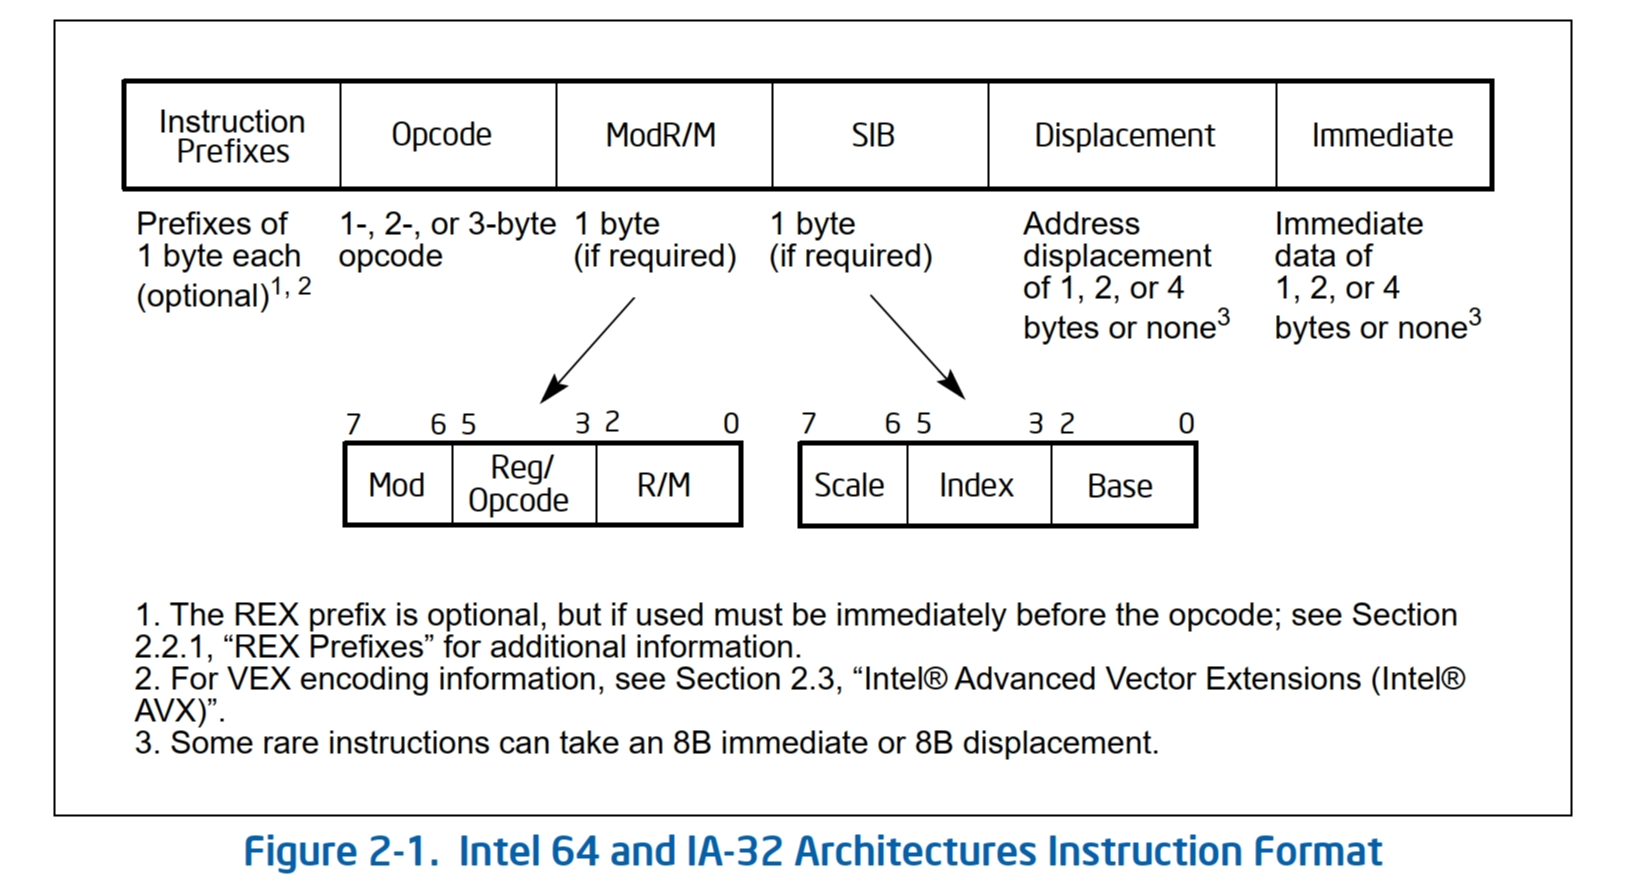 Instruction
Prefixes
Opcode
ModR/M
SIB
Displacement
Immediate
Prefixes of
1 byte each
(optional)1, 2
1-, 2-, or 3-byte
opcode
1 byte
(if required)
1 byte
(if required)
Address
displacement
of 1, 2, or 4
bytes or none3
Immediate
data of
1, 2, or 4
bytes or none3
7 6 5 3 2 0
Mod
Reg/
Opcode
R/M
7 6 5 3 2 0
Scale
Index
Base
1. The REX prefix is optional, but if used must be immediately before the opcode; see Section
2.2.1, “REX Prefixes” for additional information.
2. For VEX encoding information, see Section 2.3, “Intel® Advanced Vector Extensions (Intel®
AVX)”.
3. Some rare instructions can take an 8B immediate or 8B displacement.
Figure 2-1. Intel 64 and IA-32 Architectures Instruction Format